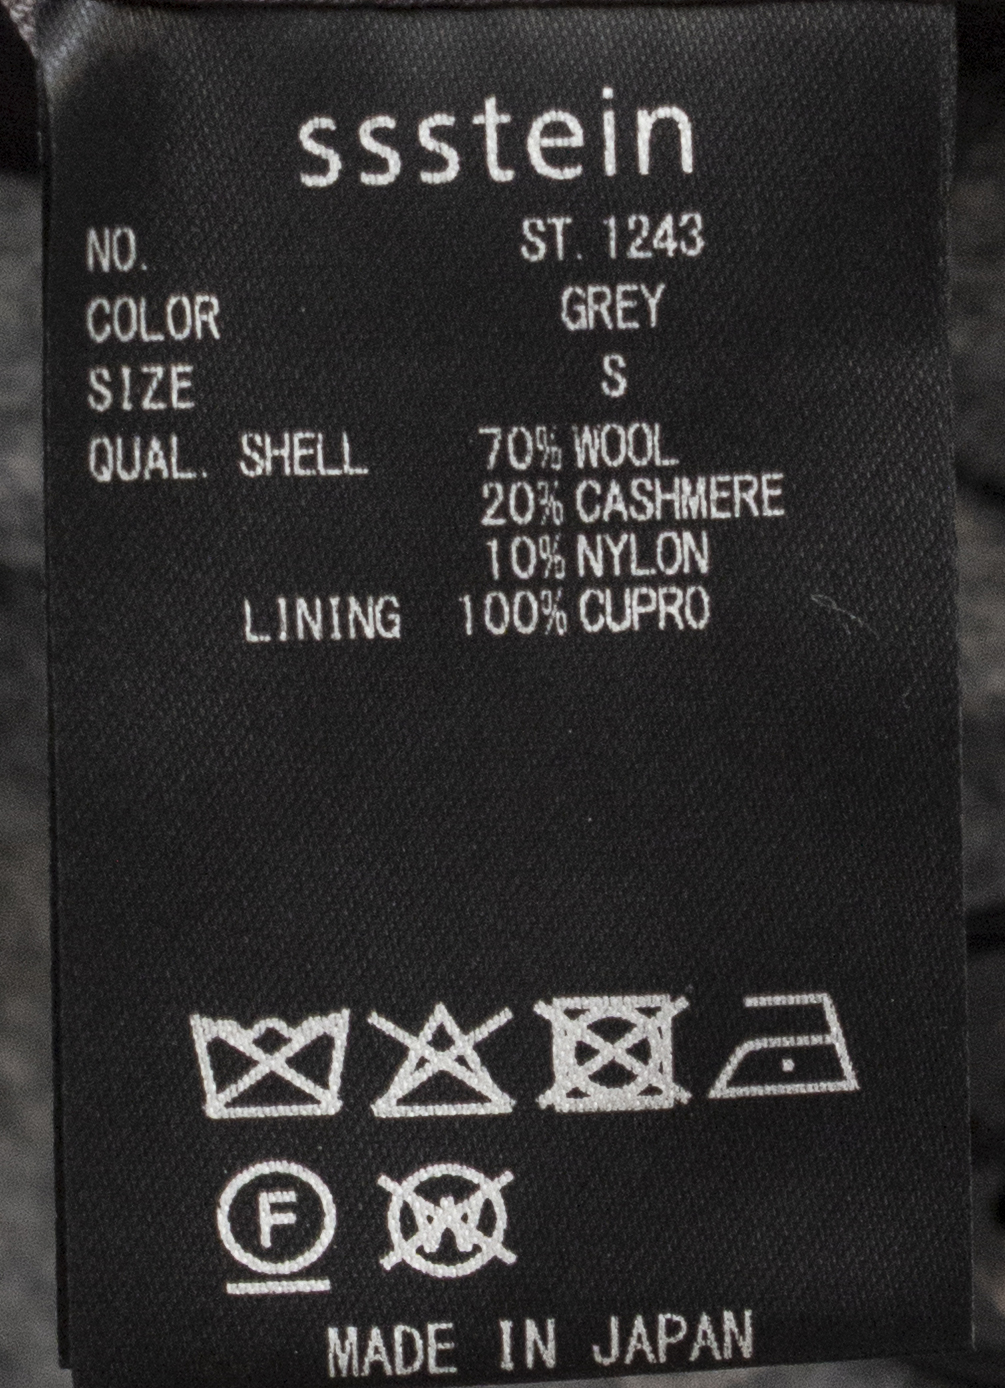 ssstein
NO. ST. 1243
COLOR GREY
SIZE S
QUAL. SHELL 70% WOOL
20% CASHMERE
10% NYLON
LINING 100% CUPRO
F W
MADE IN JAPAN